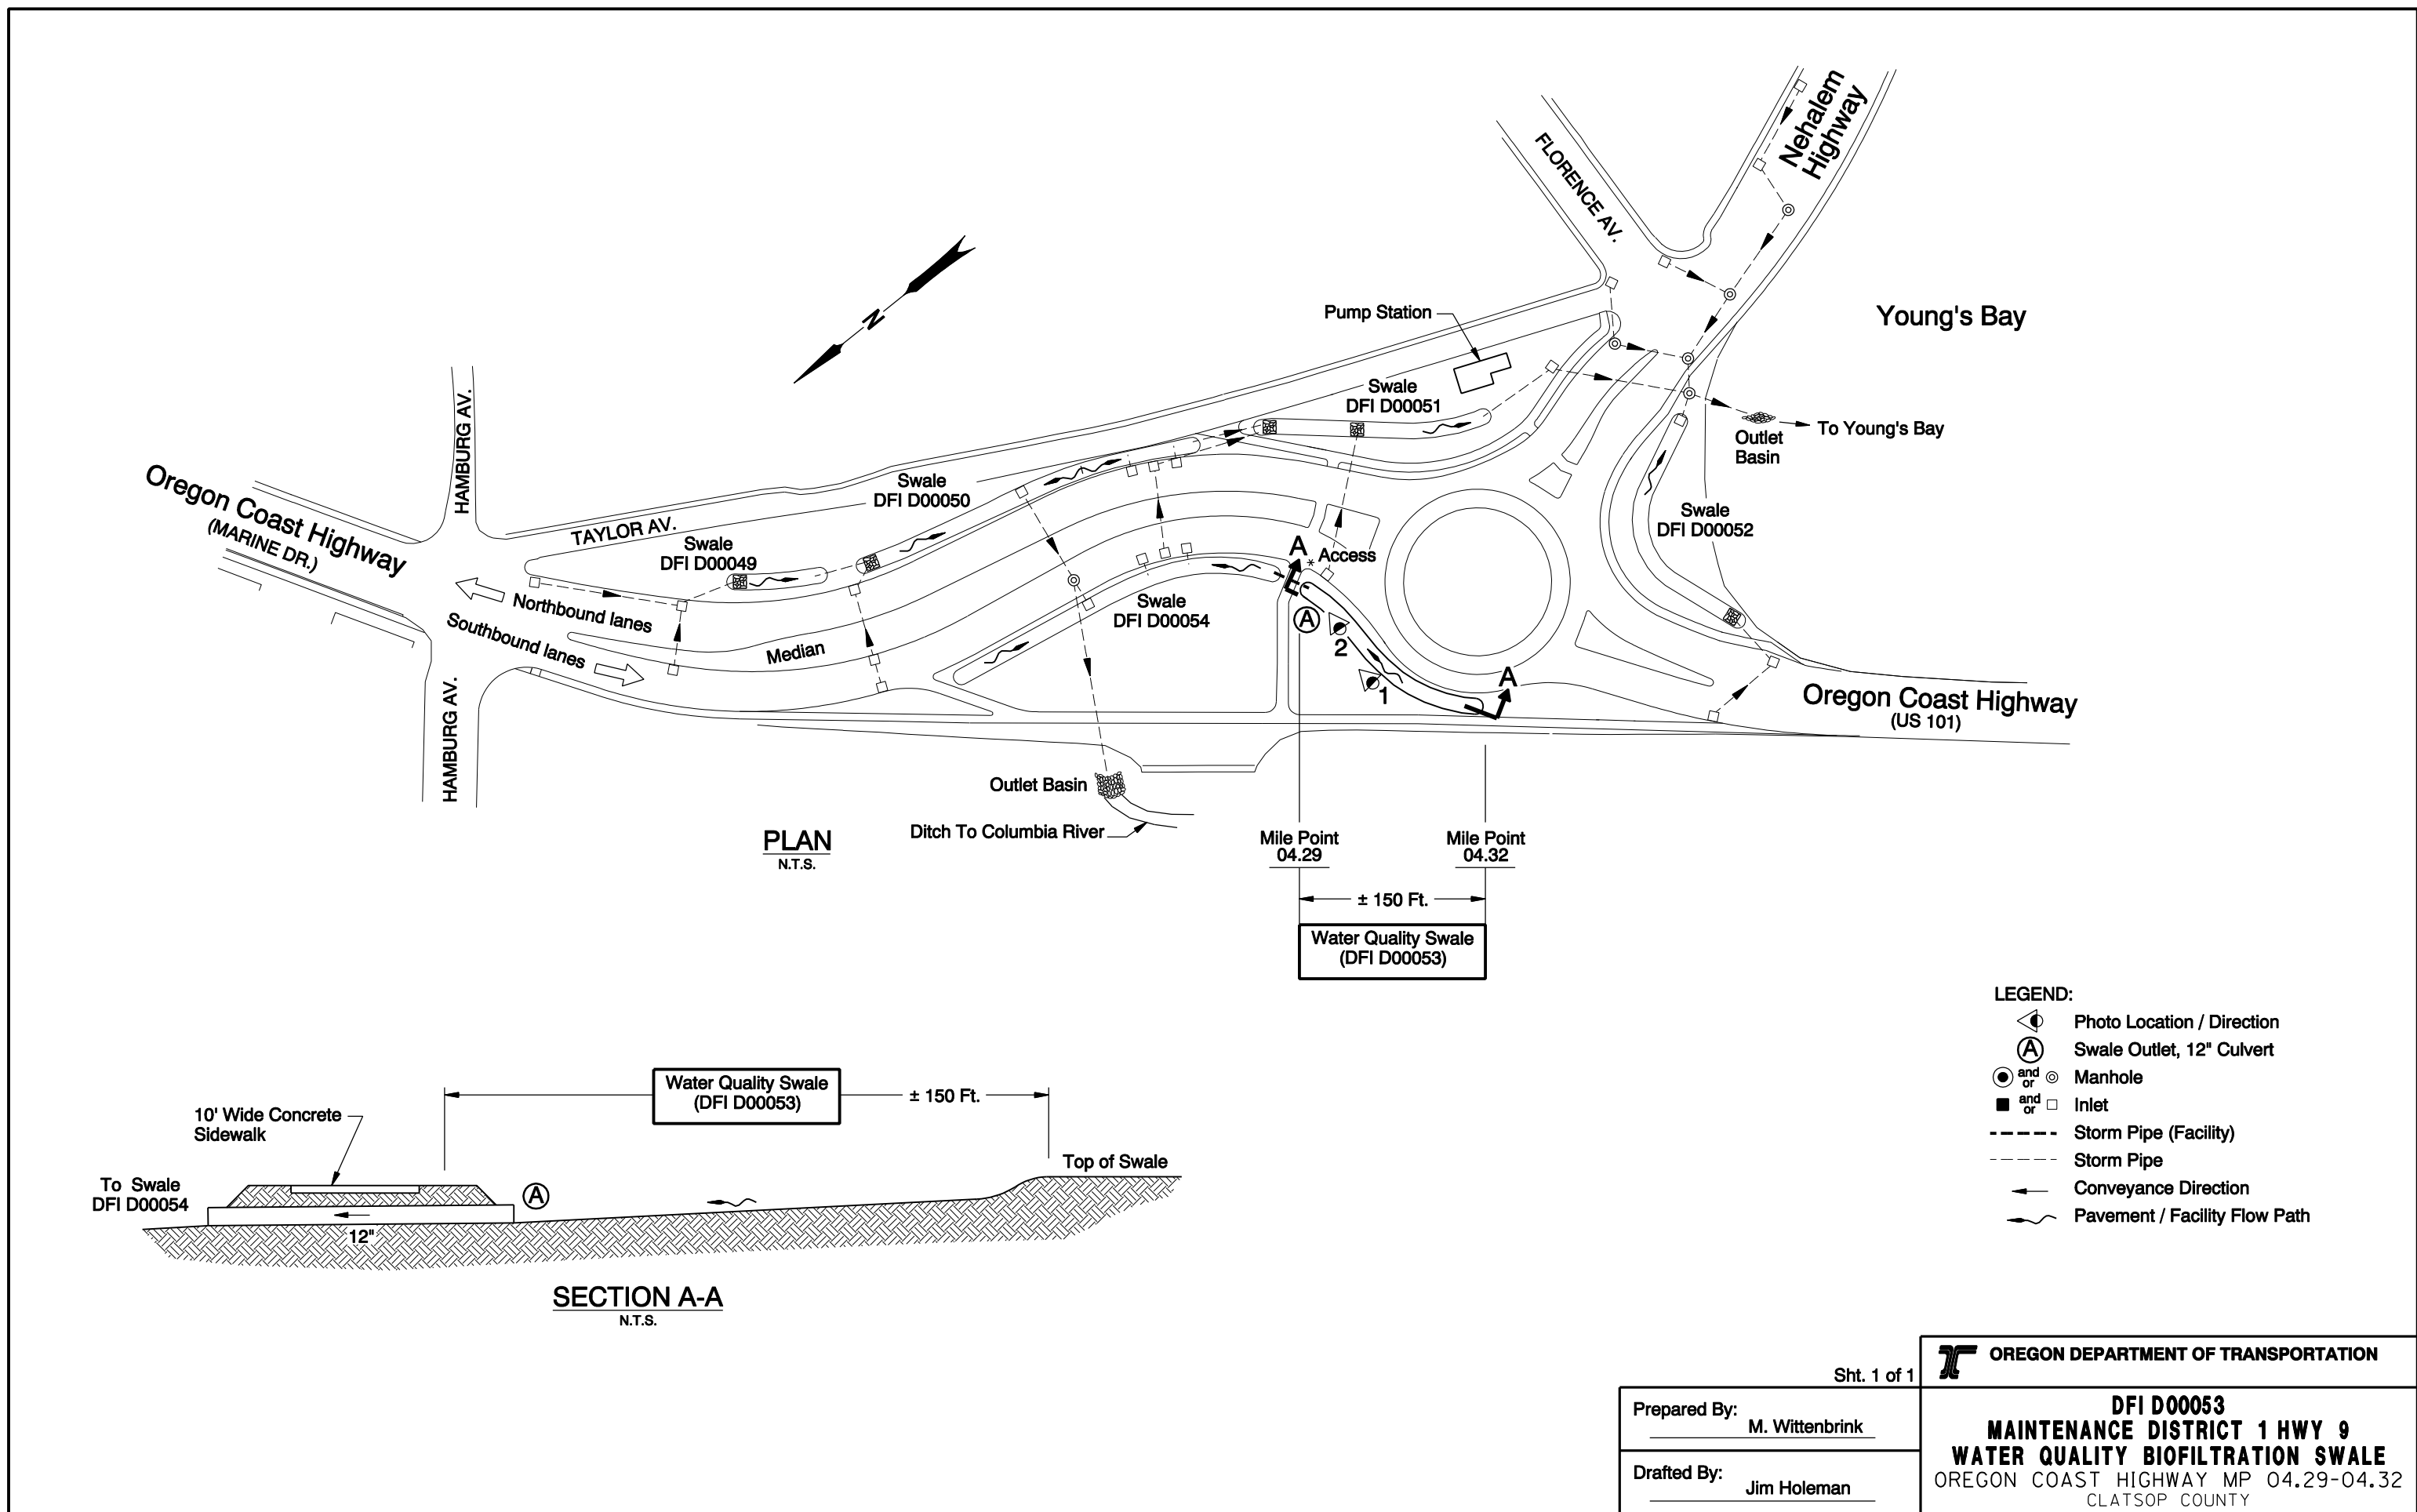 Nehalem
Highway
FLORENCE AV.
Young's Bay
Pump Station
N
Swale
DFI D00051
To Young's Bay
Outlet
Basin
HAMBURG AV.
Oregon Coast Highway
(MARINE DR.)
Swale
DFI D00050
TAYLOR AV.
Swale
DFI D00049
Swale
DFI D00052
A
* Access
Northbound lanes
Southbound lanes
Median
Swale
DFI D00054
A
2
1
A
Oregon Coast Highway
(US 101)
HAMBURG AV.
Outlet Basin
Ditch To Columbia River
PLAN
N.T.S.
Mile Point
04.29
Mile Point
04.32
± 150 Ft.
Water Quality Swale
(DFI D00053)
LEGEND:
Photo Location / Direction
A Swale Outlet, 12" Culvert
and
or
Manhole
and
or
Inlet
Storm Pipe (Facility)
Storm Pipe
Conveyance Direction
Pavement / Facility Flow Path
Water Quality Swale
(DFI D00053)
± 150 Ft.
10' Wide Concrete
Sidewalk
Top of Swale
To Swale
DFI D00054
A
12"
SECTION A-A
N.T.S.
Sht. 1 of 1
OREGON DEPARTMENT OF TRANSPORTATION
Prepared By:
M. Wittenbrink
Drafted By:
Jim Holeman
DFI D00053
MAINTENANCE DISTRICT 1 HWY 9
WATER QUALITY BIOFILTRATION SWALE
OREGON COAST HIGHWAY MP 04.29-04.32
CLATSOP COUNTY